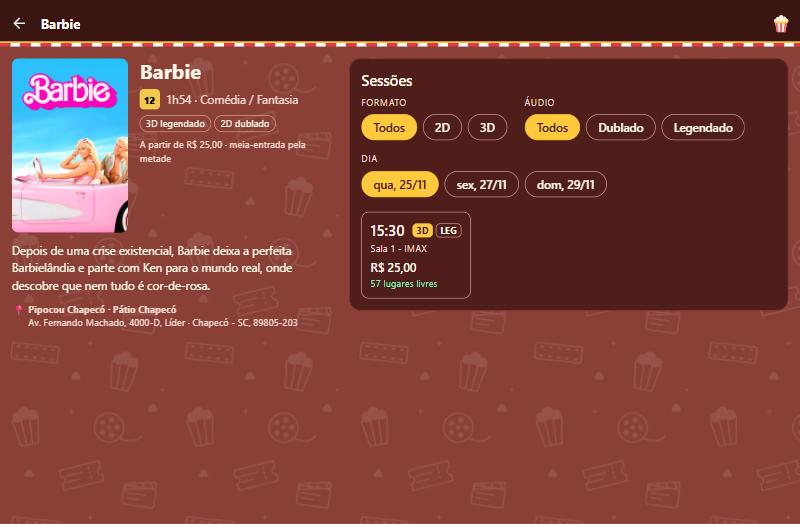 Barbie
Barbie
Barbie
12 1h54 · Comédia / Fantasia
3D legendado 2D dublado
A partir de R$ 25,00 · meia-entrada pela
metade
Depois de uma crise existencial, Barbie deixa a perfeita
Barbielândia e parte com Ken para o mundo real, onde
descobre que nem tudo é cor-de-rosa.
Pipocou Chapecó · Pátio Chapecó
Av. Fernando Machado, 4000-D, Líder · Chapecó - SC, 89805-203
Sessões
FORMATO
Todos 2D 3D
ÁUDIO
Todos Dublado Legendado
DIA
qua, 25/11 sex, 27/11 dom, 29/11
15:30 3D LEG
Sala 1 - IMAX
R$ 25,00
57 lugares livres